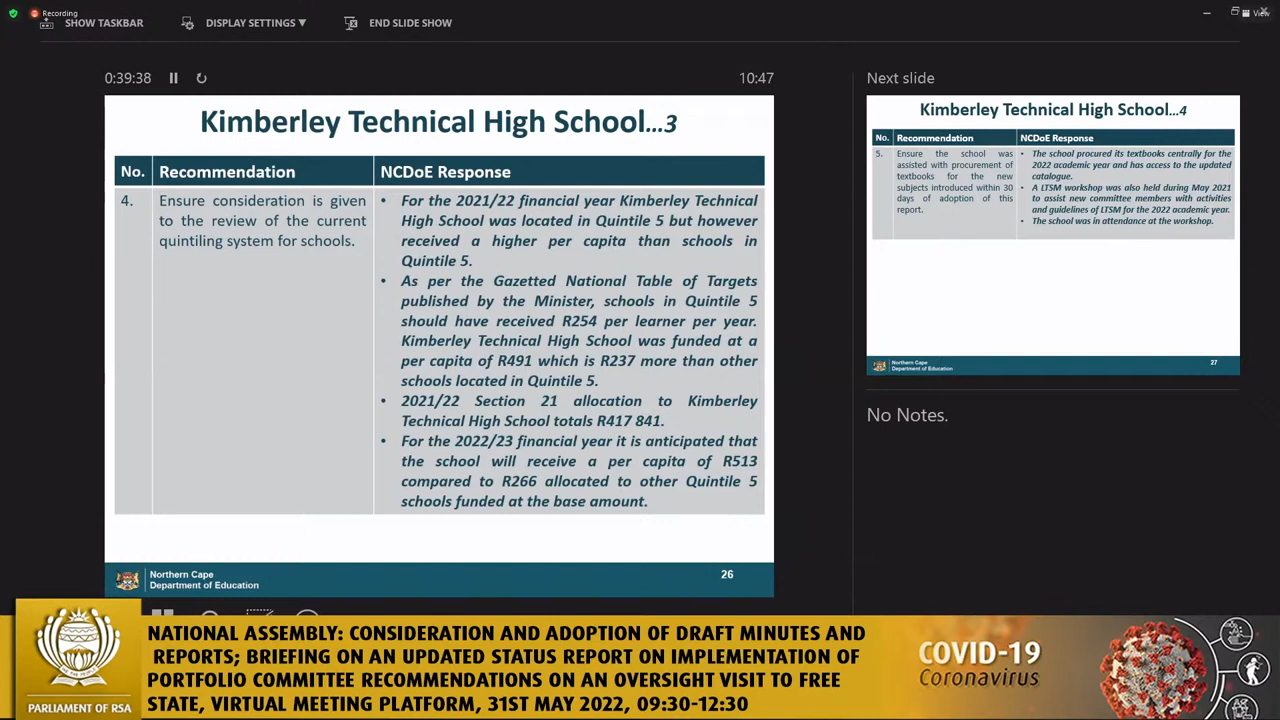 Recording
SHOW TASKBAR
DISPLAY SETTINGS ▼
END SLIDE SHOW
View
0:39:38
10:47
Kimberley Technical High School...3
No. Recommendation NCDoE Response
4. Ensure consideration is given
to the review of the current
quintiling system for schools.
• For the 2021/22 financial year Kimberley Technical
High School was located in Quintile 5 but however
received a higher per capita than schools in
Quintile 5.
• As per the Gazetted National Table of Targets
published by the Minister, schools in Quintile 5
should have received R254 per learner per year.
Kimberley Technical High School was funded at a
per capita of R491 which is R237 more than other
schools located in Quintile 5.
• 2021/22 Section 21 allocation to Kimberley
Technical High School totals R417 841.
• For the 2022/23 financial year it is anticipated that
the school will receive a per capita of R513
compared to R266 allocated to other Quintile 5
schools funded at the base amount.
Northern Cape
Department of Education
26
Next slide
Kimberley Technical High School...4
No. Recommendation NCDoE Response
5. Ensure the school was
assisted with procurement of
textbooks for the new
subjects introduced within 30
days of adoption of this
report.
• The school procured its textbooks centrally for the
2022 academic year and has access to the updated
catalogue.
• A LTSM workshop was also held during May 2021
to assist new committee members with activities
and guidelines of LTSM for the 2022 academic year.
• The school was in attendance at the workshop.
Northern Cape
Department of Education
27
No Notes.
PARLIAMENT OF RSA
NATIONAL ASSEMBLY: CONSIDERATION AND ADOPTION OF DRAFT MINUTES AND
REPORTS; BRIEFING ON AN UPDATED STATUS REPORT ON IMPLEMENTATION OF
PORTFOLIO COMMITTEE RECOMMENDATIONS ON AN OVERSIGHT VISIT TO FREE
STATE, VIRTUAL MEETING PLATFORM, 31ST MAY 2022, 09:30-12:30
COVID-19
Coronavirus